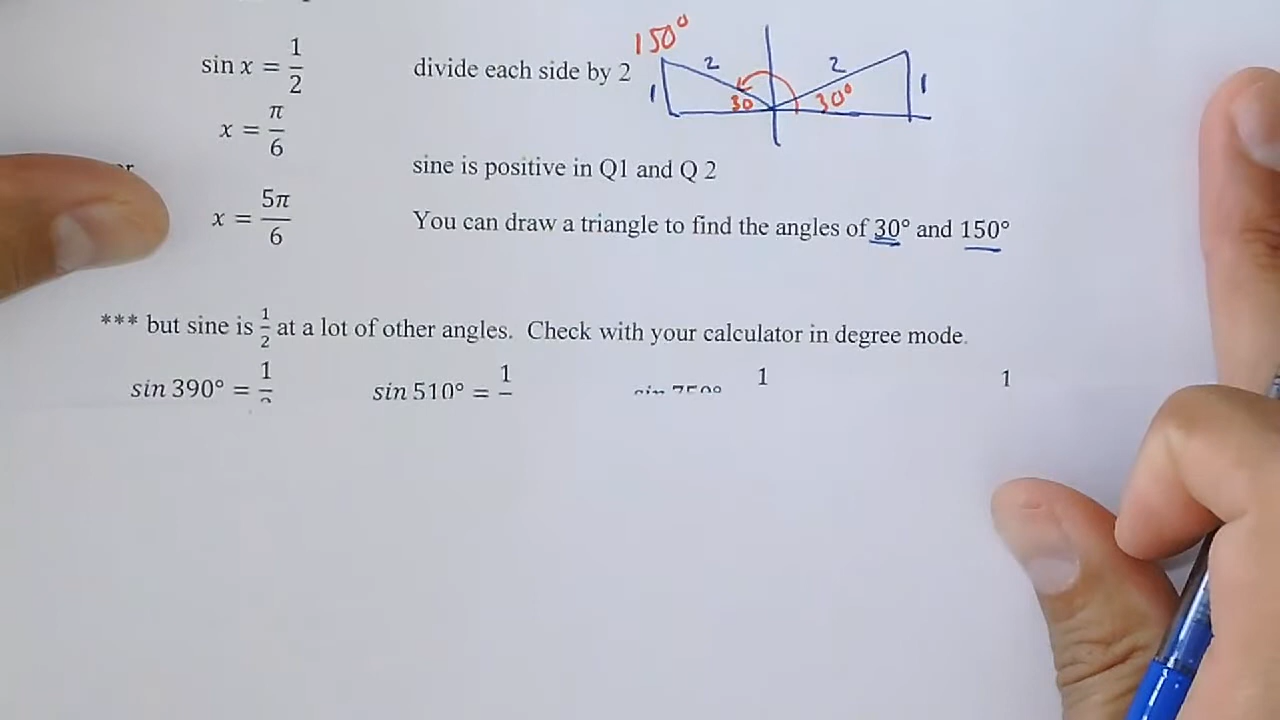 sin x = 1/2 divide each side by 2
150°
2 2
1 30 30° 1
x = π/6
sine is positive in Q1 and Q 2
x = 5π/6 You can draw a triangle to find the angles of 30° and 150°
*** but sine is 1/2 at a lot of other angles. Check with your calculator in degree mode.
sin 390° = 1/ sin 510° = 1/ 1 1